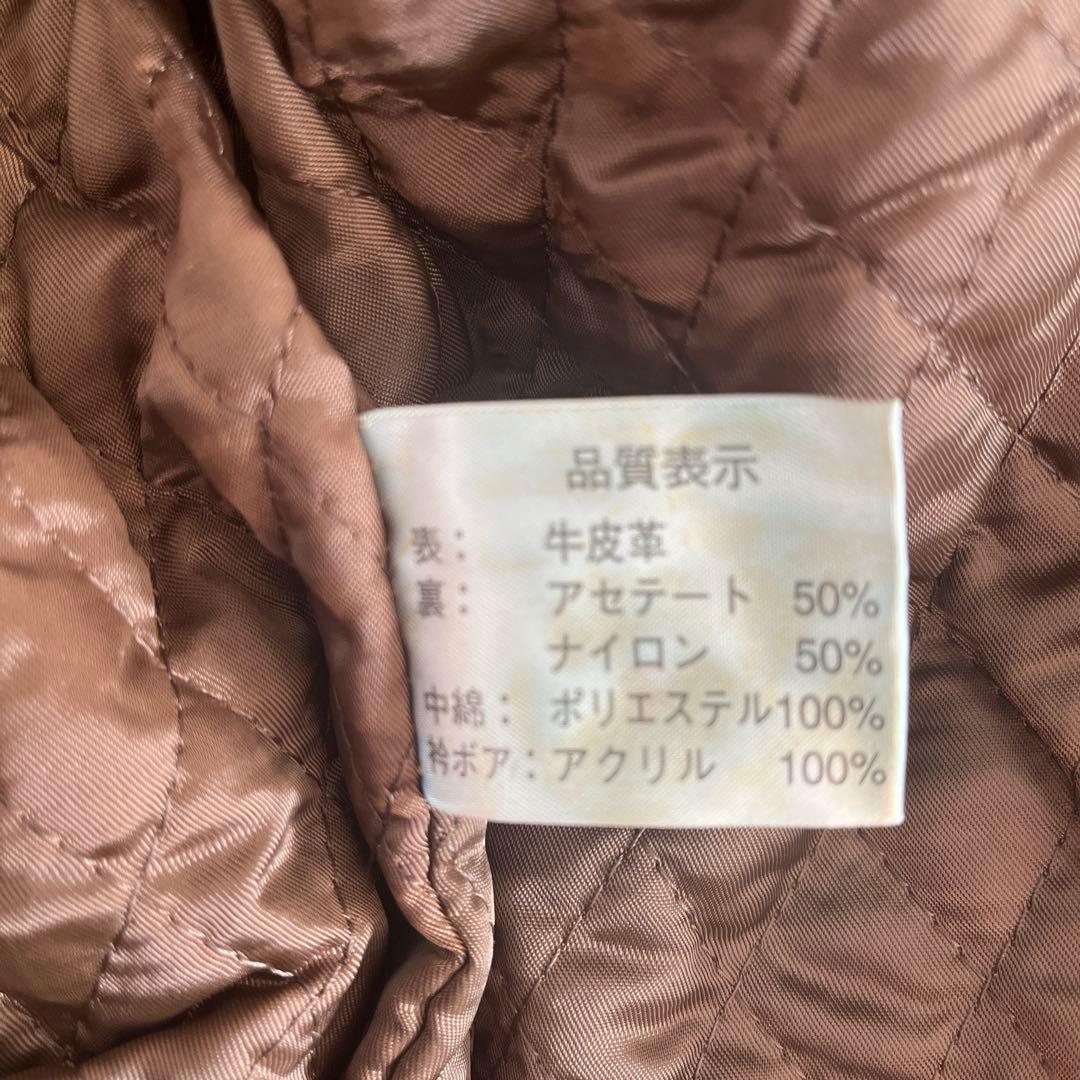 品質表示
表： 牛皮革
裏： アセテート 50%
ナイロン 50%
中綿： ポリエステル100%
衿ボア：アクリル 100%